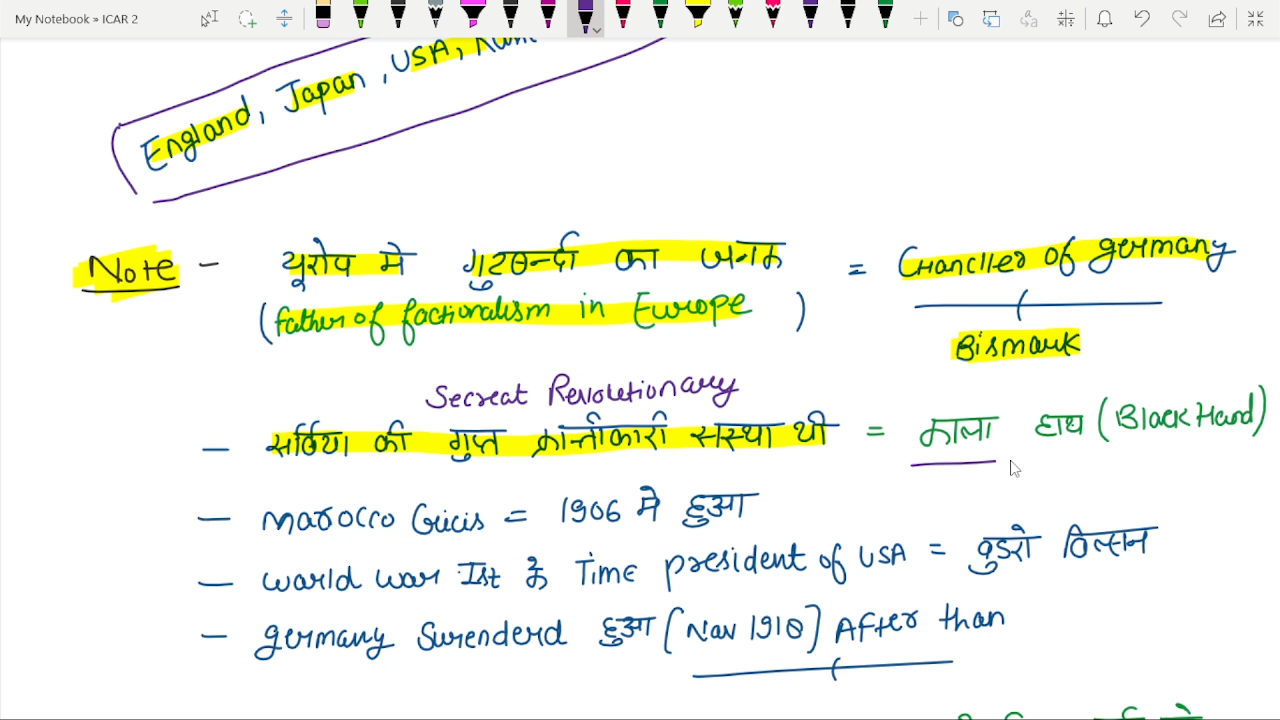 My Notebook » ICAR 2
England, Japan, USA,
Note - यूरोप मे गुटबन्दी का जनक = Chancller of germany
(father of factionalism in Europe)
Bismark
Secreat Revolutionary
- सर्बिया की गुप्त क्रान्तीकारी संस्था थी = काला हाथ (Black Hand)
- marocco Cricis = 1906 मे हुआ
- world war Ist के Time president of USA = वुडरो विल्सन
- germany Surenderd हुआ [Nov 1918] After than